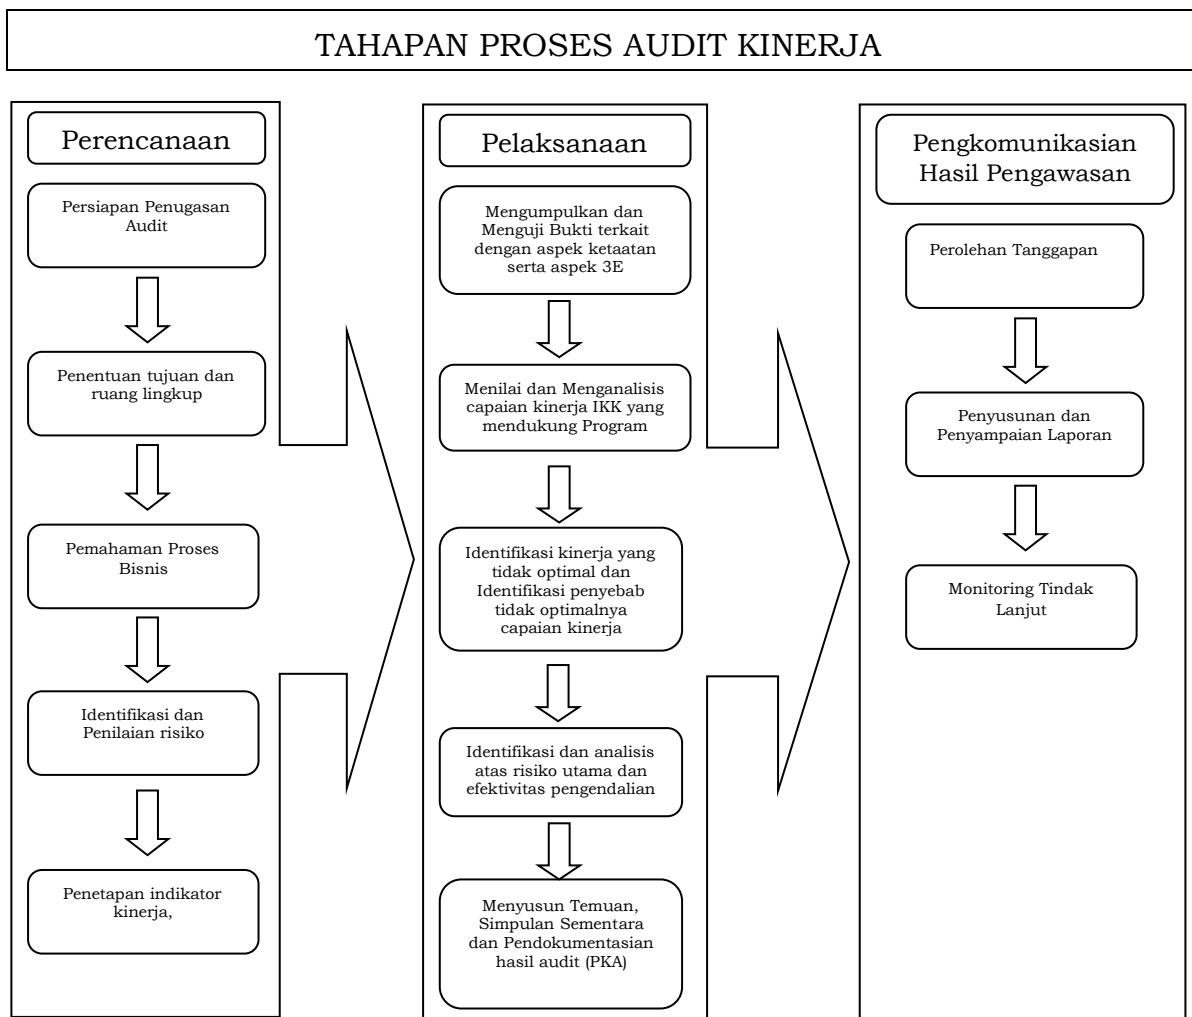 TAHAPAN PROSES AUDIT KINERJA
Perencanaan
Persiapan Penugasan
Audit
Penentuan tujuan dan
ruang lingkup
Pemahaman Proses
Bisnis
Identifikasi dan
Penilaian risiko
Penetapan indikator
kinerja,
Pelaksanaan
Mengumpulkan dan
Menguji Bukti terkait
dengan aspek ketaatan
serta aspek 3E
Menilai dan Menganalisis
capaian kinerja IKK yang
mendukung Program
Identifikasi kinerja yang
tidak optimal dan
Identifikasi penyebab
tidak optimalnya
capaian kinerja
Identifikasi dan analisis
atas risiko utama dan
efektivitas pengendalian
Menyusun Temuan,
Simpulan Sementara
dan Pendokumentasian
hasil audit (PKA)
Pengkomunikasian
Hasil Pengawasan
Perolehan Tanggapan
Penyusunan dan
Penyampaian Laporan
Monitoring Tindak
Lanjut